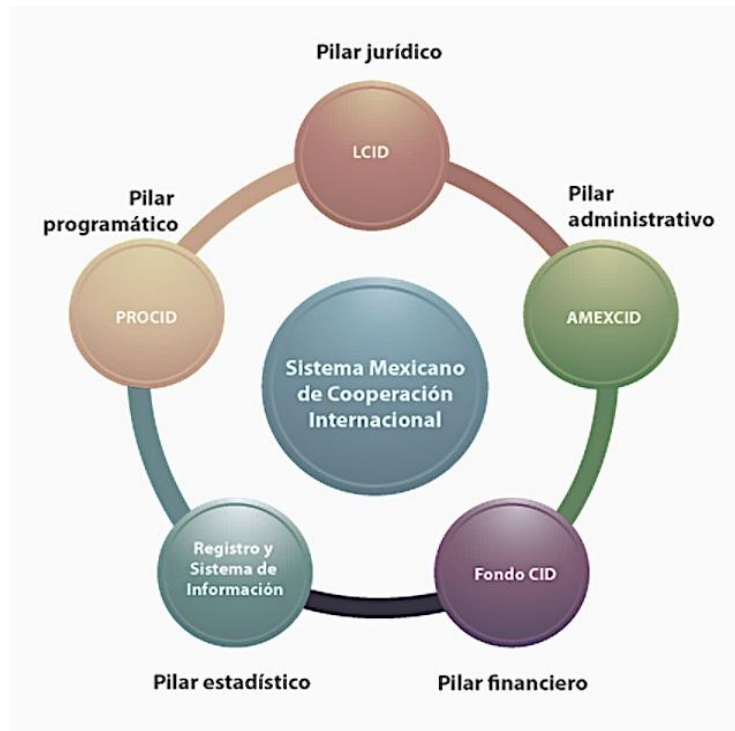 Pilar jurídico
LCID
Pilar
administrativo
AMEXCID
Fondo CID
Pilar financiero
Registro y
Sistema de
Información
Pilar estadístico
Pilar
programático
PROCID
Sistema Mexicano
de Cooperación
Internacional